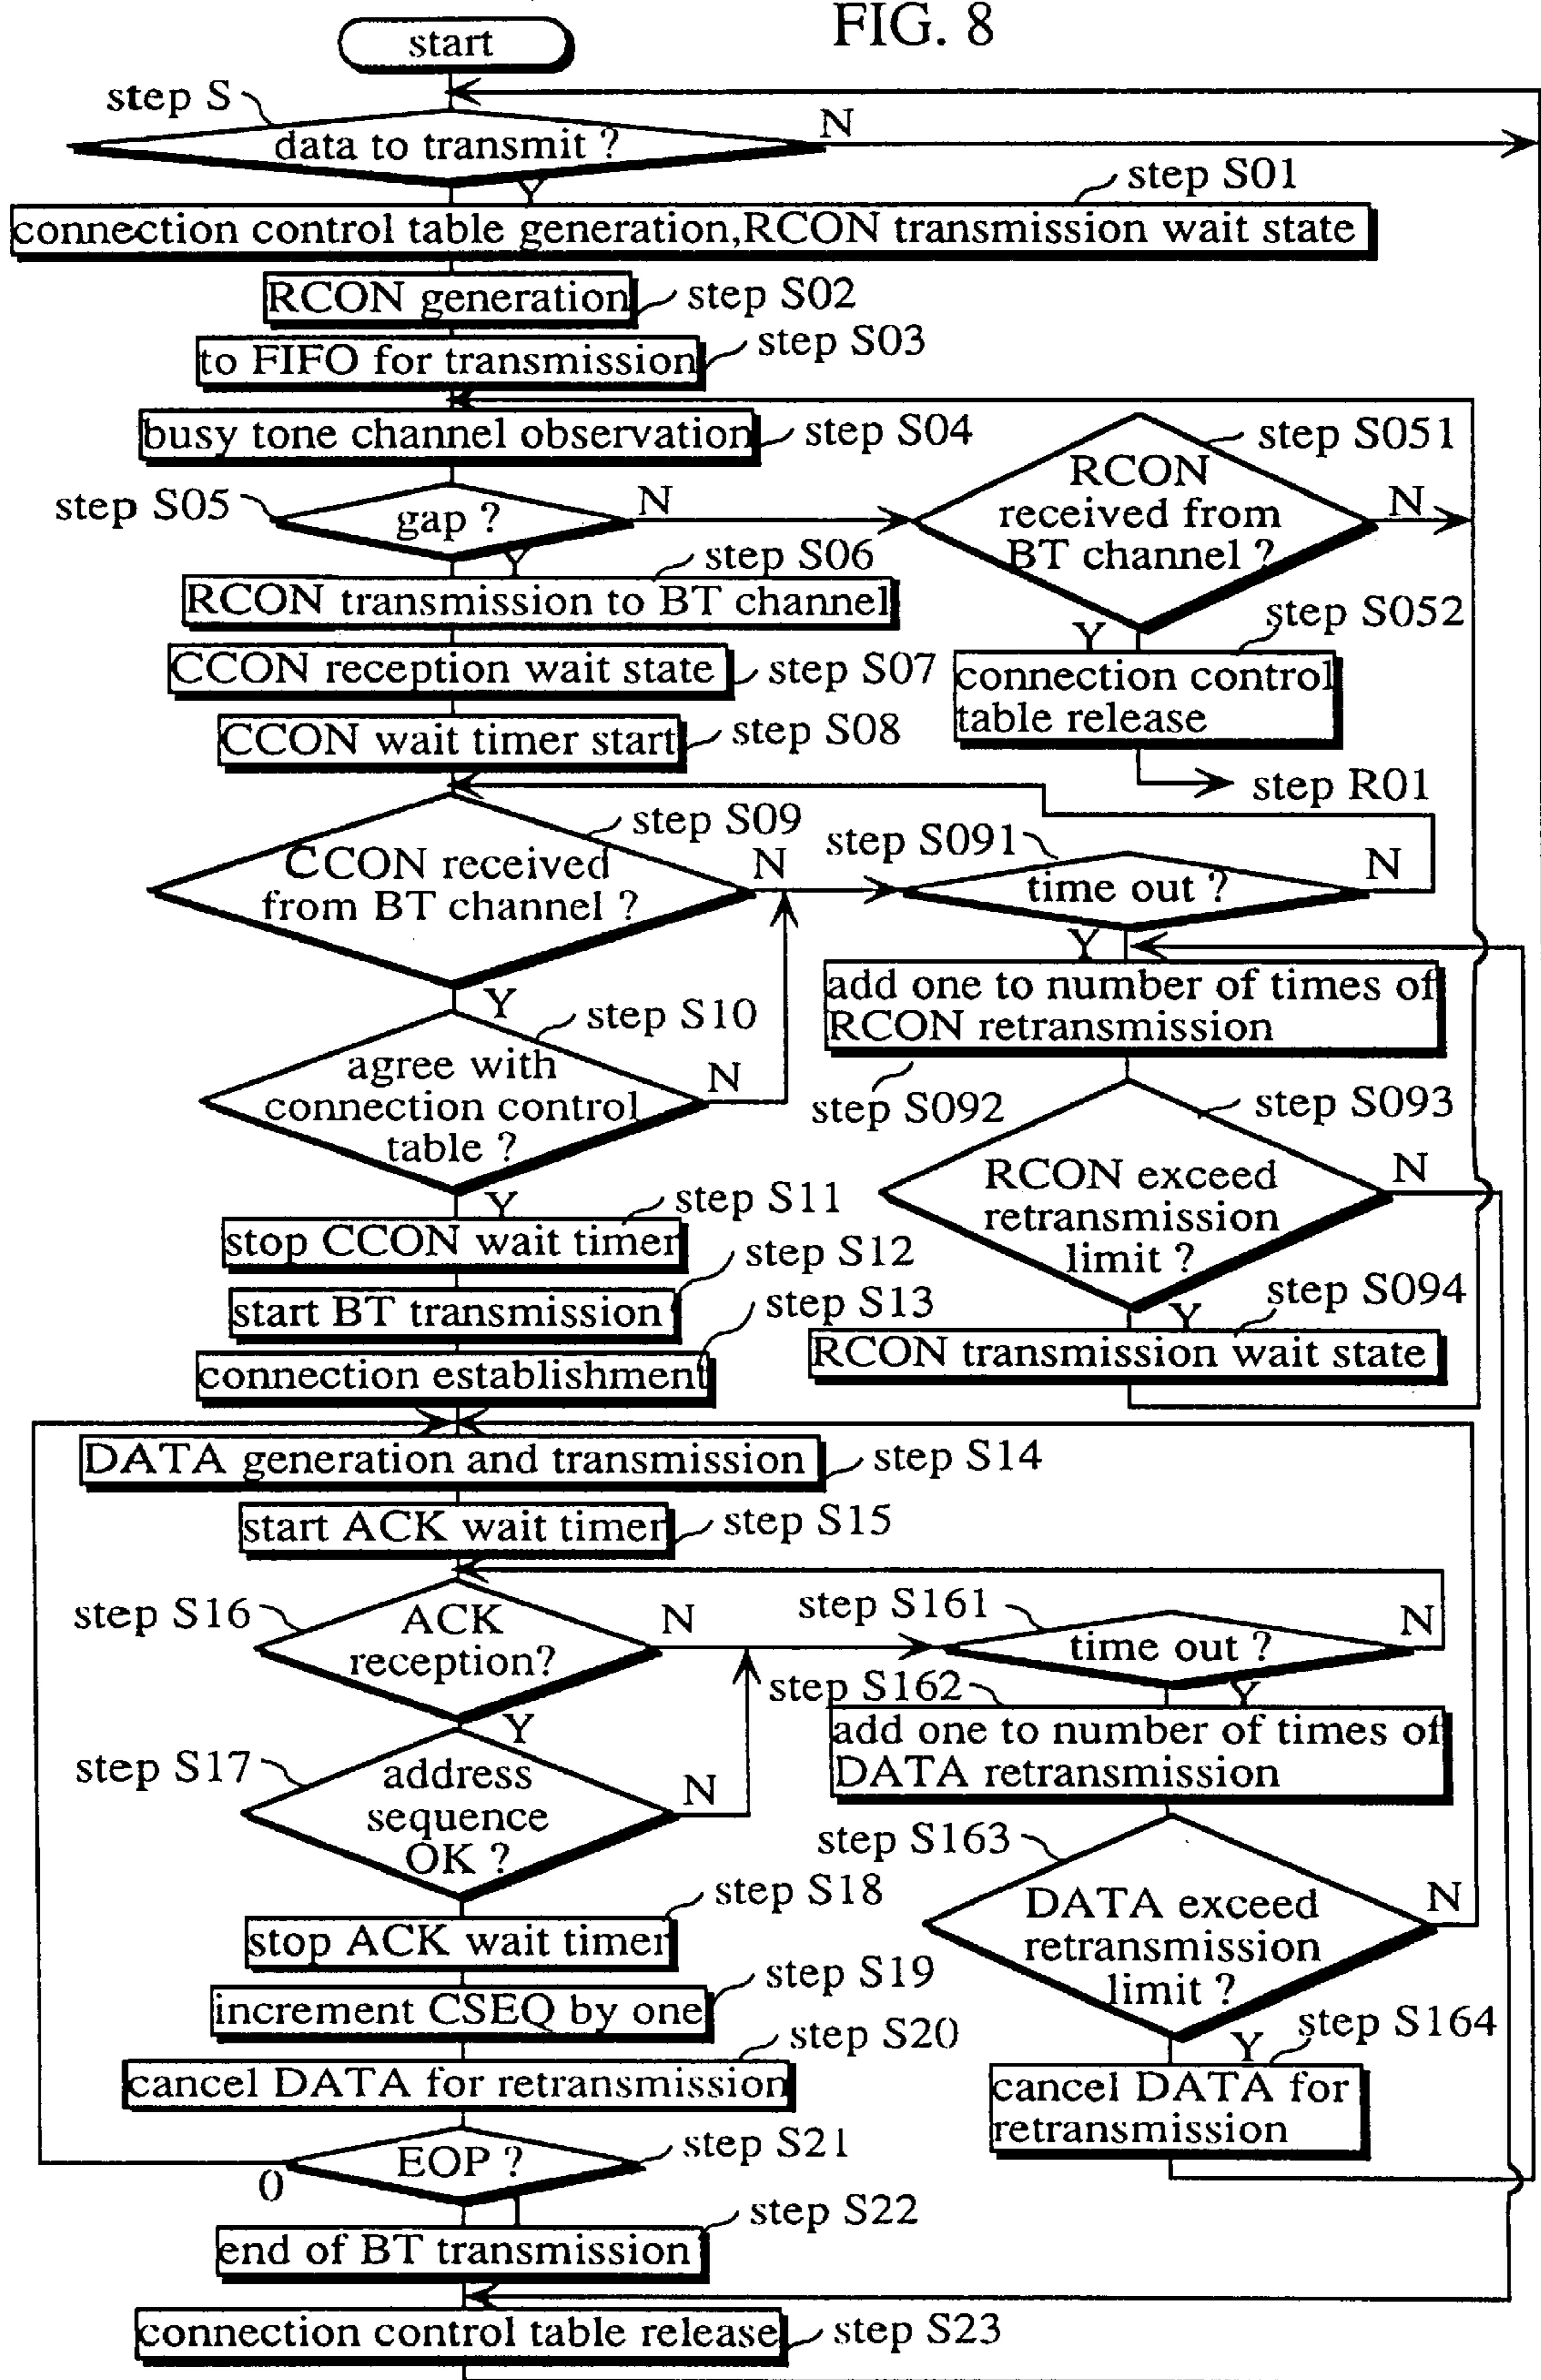 FIG. 8
start
step S
data to transmit ?
N
Y
step S01
connection control table generation,RCON transmission wait state
RCON generation
step S02
to FIFO for transmission
step S03
busy tone channel observation
step S04
step S05
gap ?
N
Y
step S051
RCON
received from
BT channel ?
N
Y
step S06
RCON transmission to BT channel
step S052
connection control
table release
step R01
CCON reception wait state
step S07
CCON wait timer start
step S08
step S09
CCON received
from BT channel ?
N
Y
step S091
time out ?
N
Y
add one to number of times of
RCON retransmission
step S092
step S10
agree with
connection control
table ?
N
Y
step S093
RCON exceed
retransmission
limit ?
N
Y
step S11
stop CCON wait timer
step S12
start BT transmission
step S13
connection establishment
step S094
RCON transmission wait state
DATA generation and transmission
step S14
start ACK wait timer
step S15
step S16
ACK
reception?
N
Y
step S161
time out ?
N
Y
step S162
add one to number of times of
DATA retransmission
step S17
address
sequence
OK ?
N
step S163
DATA exceed
retransmission
limit ?
N
Y
step S18
stop ACK wait timer
step S19
increment CSEQ by one
step S20
cancel DATA for retransmission
step S164
cancel DATA for
retransmission
EOP ?
step S21
0
step S22
end of BT transmission
connection control table release
step S23